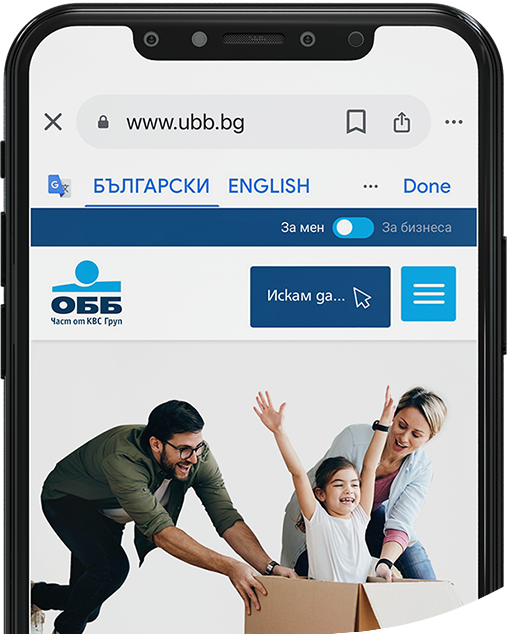 www.ubb.bg
БЪЛГАРСКИ ENGLISH ... Done
За мен За бизнеса
Искам да...
ОББ
Част от KBC Груп